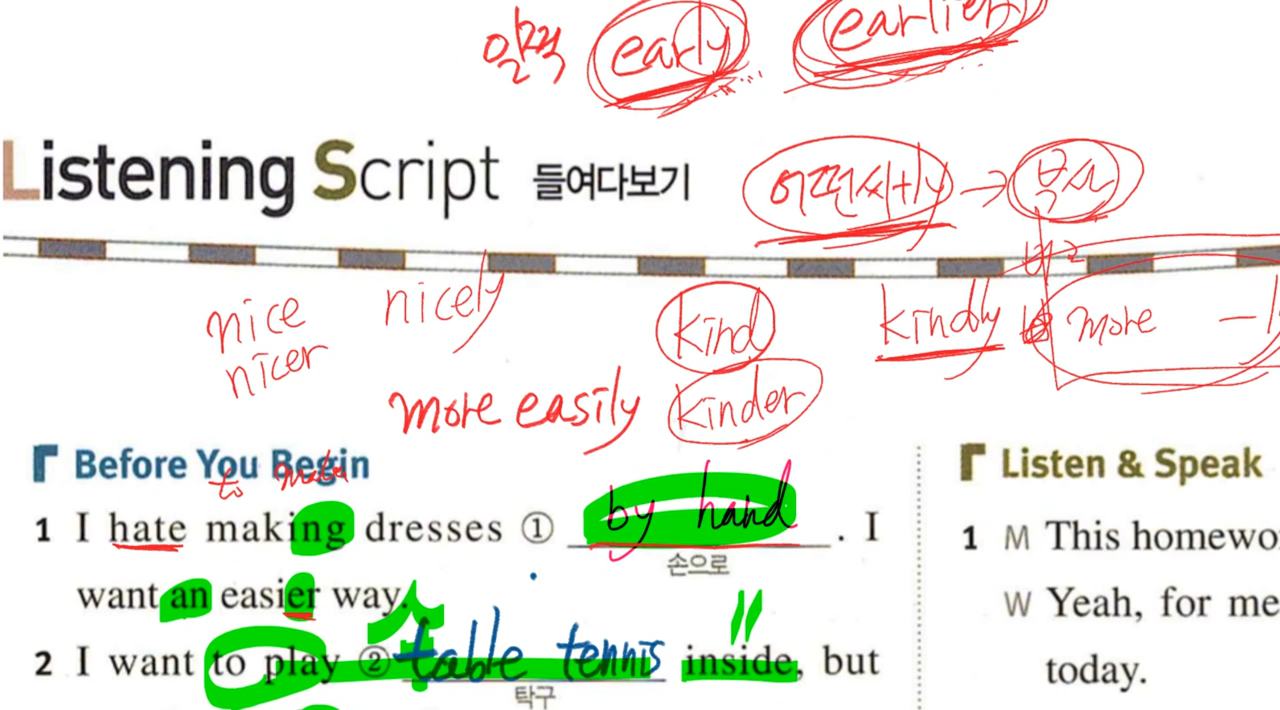 일찍 early earlier
Listening Script 들여다보기
어떤씨+ly → 부사
nice nicely kind kindly more -l
nicer
more easily kinder
Before You Begin
to make
1 I hate making dresses ① by hand . I
손으로
want an easier way.
2 I want to play ② table tennis inside, but
탁구
Listen & Speak
1 M This homewo
W Yeah, for me
today.